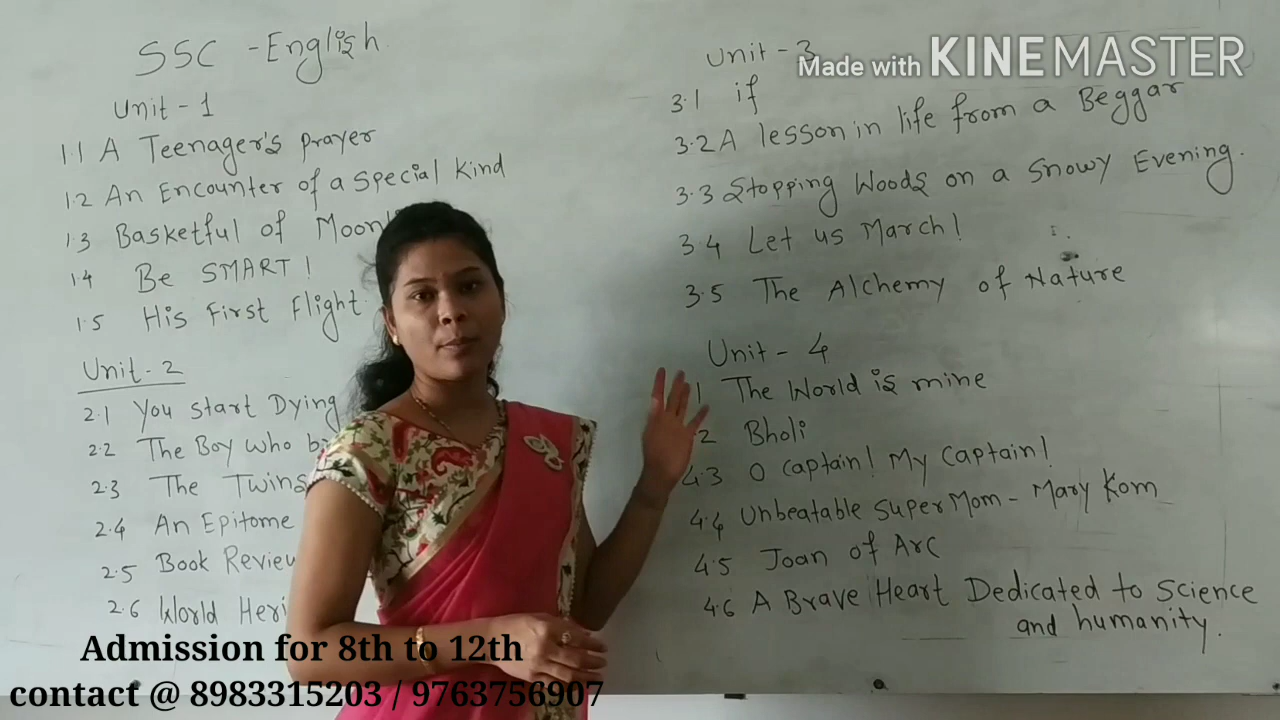 SSC - English
Unit - 1
1.1 A Teenager's prayer
1.2 An Encounter of a special kind
1.3 Basketful of
1.4 Be SMART!
1.5 His First Flight
Unit - 2
2.1 You start Dying
2.2 The Boy who
2.3 The Twins
2.4 An Epitome
2.5 Book
2.6 World
Unit - 3
3.1 if
3.2 A lesson in life from a Beggar
3.3 Stopping Woods on a Snowy Evening.
3.4 Let us March!
3.5 The Alchemy of Nature
Unit - 4
1 The World is mine
2 Bholi
4.3 O Captain! My Captain!
4.4 Unbeatable Super Mom - Mary Kom
4.5 Joan of Arc
4.6 A Brave Heart Dedicated to Science
and humanity.
Made with KINEMASTER
Admission for 8th to 12th
contact @ 8983315203 / 9763756907